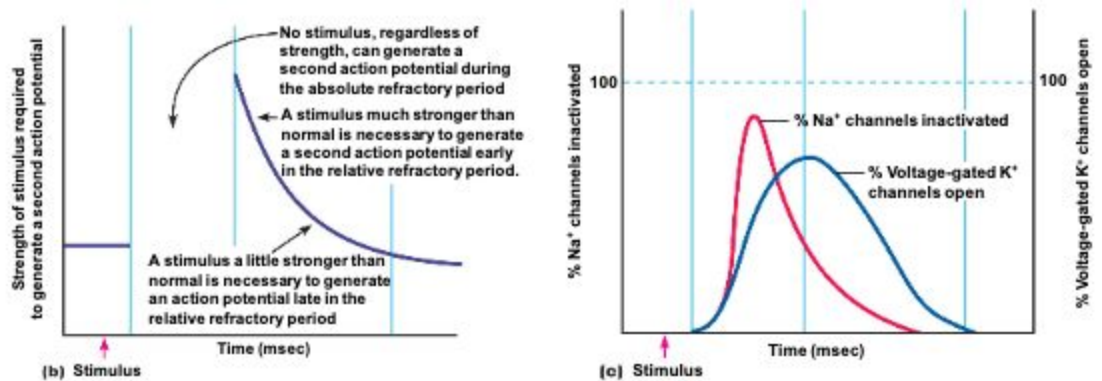 Strength of stimulus required
to generate a second action potential
No stimulus, regardless of
strength, can generate a
second action potential during
the absolute refractory period
A stimulus much stronger than
normal is necessary to generate
a second action potential early
in the relative refractory period.
A stimulus a little stronger than
normal is necessary to generate
an action potential late in the
relative refractory period
Time (msec)
(b) Stimulus
% Na⁺ channels inactivated
100
% Na⁺ channels inactivated
% Voltage-gated K⁺
channels open
100
% Voltage-gated K⁺ channels open
Time (msec)
(c) Stimulus